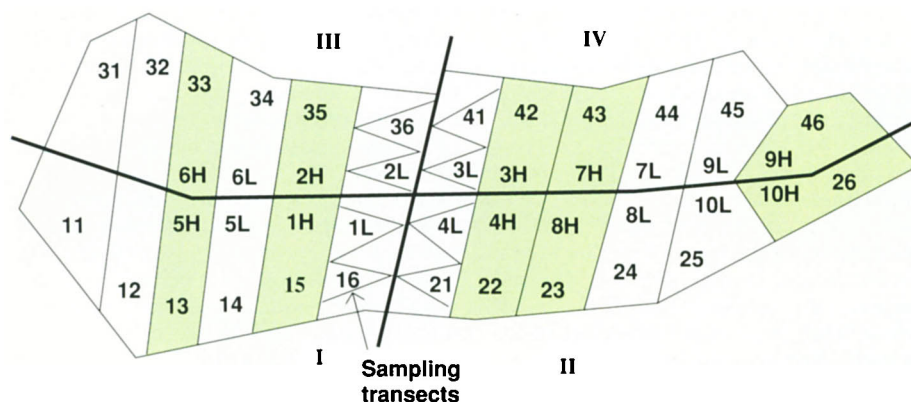 III
IV
31
32
33
34
35
36
41
42
43
44
45
46
6H
6L
2H
2L
3L
3H
7H
7L
9L
9H
26
11
5H
5L
1H
1L
4L
4H
8H
8L
10L
10H
12
13
14
15
16
21
22
23
24
25
I
II
Sampling
transects